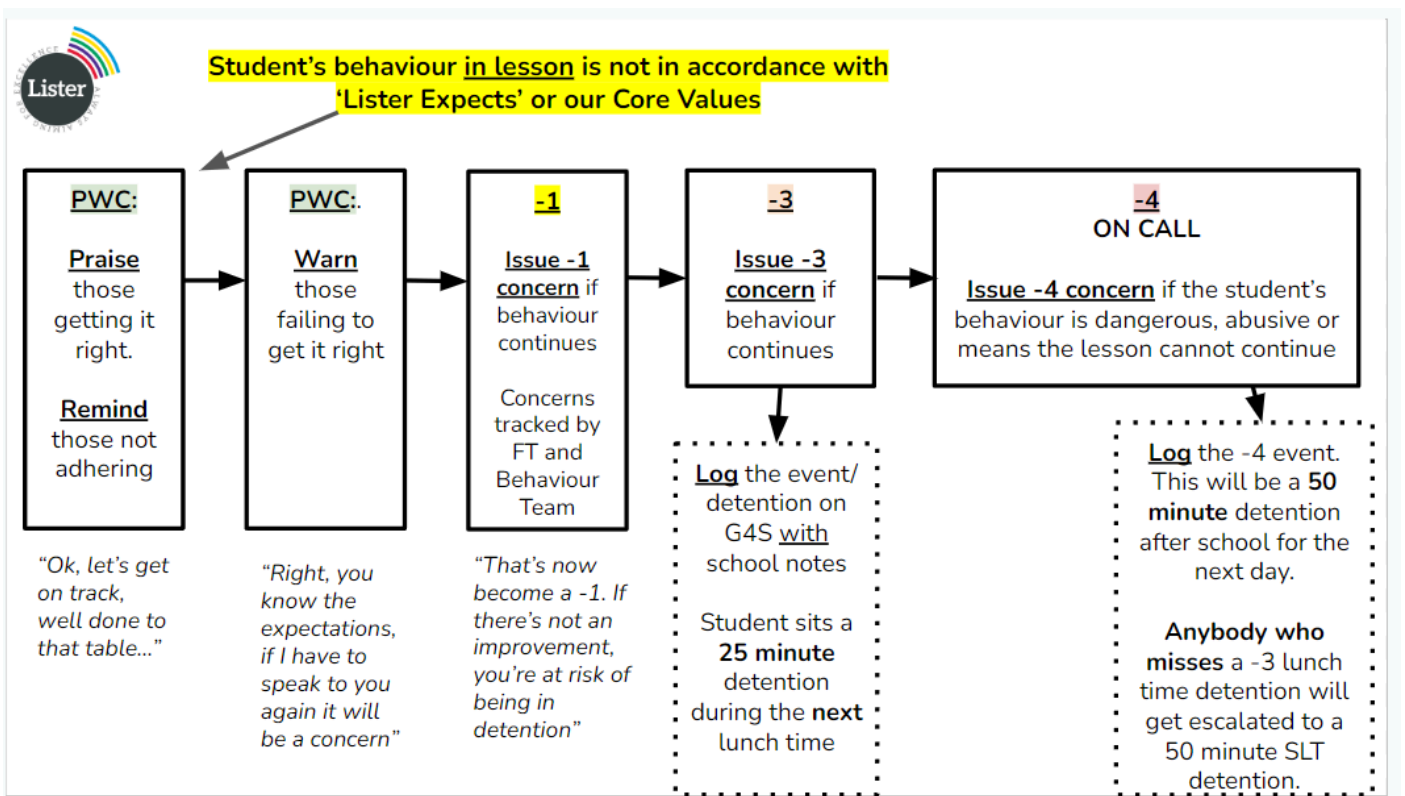 Lister
EXCELLENCE
ALWAYS AIMING FOR
Student's behaviour in lesson is not in accordance with
'Lister Expects' or our Core Values
PWC:
Praise
those
getting it
right.
Remind
those not
adhering
"Ok, let's get
on track,
well done to
that table..."
PWC:.
Warn
those
failing to
get it right
"Right, you
know the
expectations,
if I have to
speak to you
again it will
be a concern"
-1
Issue -1
concern if
behaviour
continues
Concerns
tracked by
FT and
Behaviour
Team
"That's now
become a -1. If
there's not an
improvement,
you're at risk of
being in
detention"
-3
Issue -3
concern if
behaviour
continues
Log the event/
detention on
G4S with
school notes
Student sits a
25 minute
detention
during the next
lunch time
-4
ON CALL
Issue -4 concern if the student's
behaviour is dangerous, abusive or
means the lesson cannot continue
Log the -4 event.
This will be a 50
minute detention
after school for the
next day.
Anybody who
misses a -3 lunch
time detention will
get escalated to a
50 minute SLT
detention.